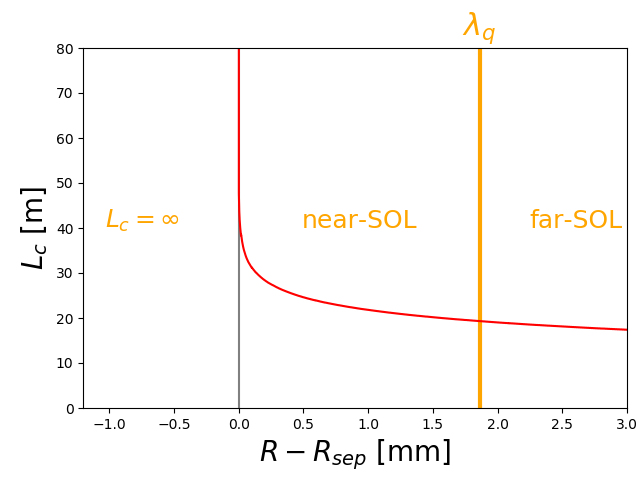 λ_q
80
70
60
50
40
30
20
10
0
L_c [m]
L_c = ∞
near-SOL
far-SOL
−1.0 −0.5 0.0 0.5 1.0 1.5 2.0 2.5 3.0
R − R_sep [mm]